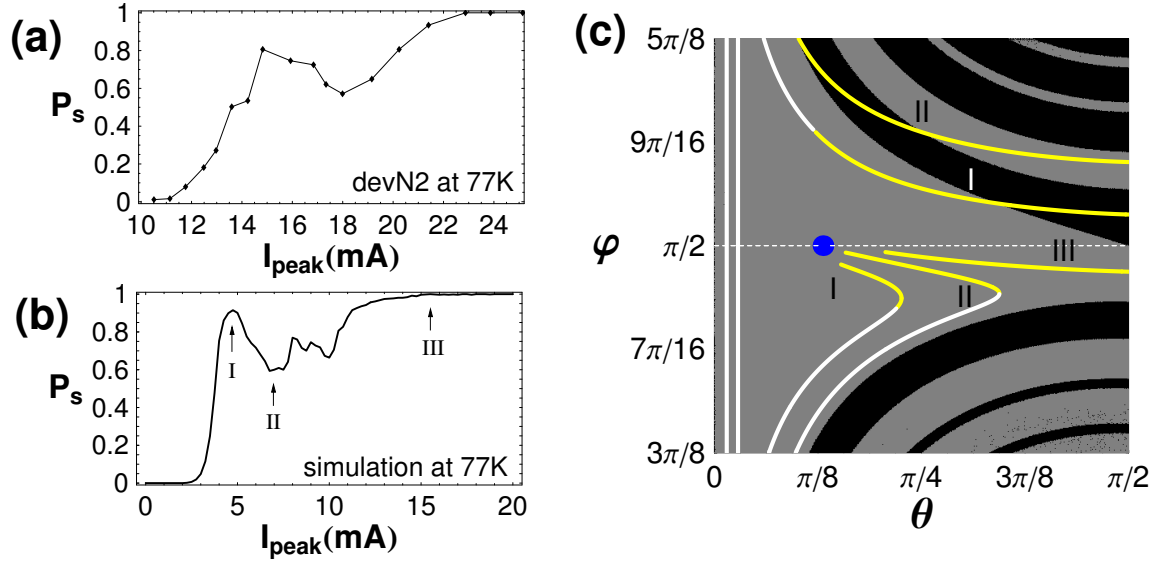 (a)
1
0.8
0.6
0.4
0.2
0
P_s
devN2 at 77K
10 12 14 16 18 20 22 24
I_peak(mA)
(b)
1
0.8
0.6
0.4
0.2
0
P_s
I
II
III
simulation at 77K
0 5 10 15 20
I_peak(mA)
(c)
5π/8
9π/16
π/2
7π/16
3π/8
φ
II
I
III
I
II
0 π/8 π/4 3π/8 π/2
θ